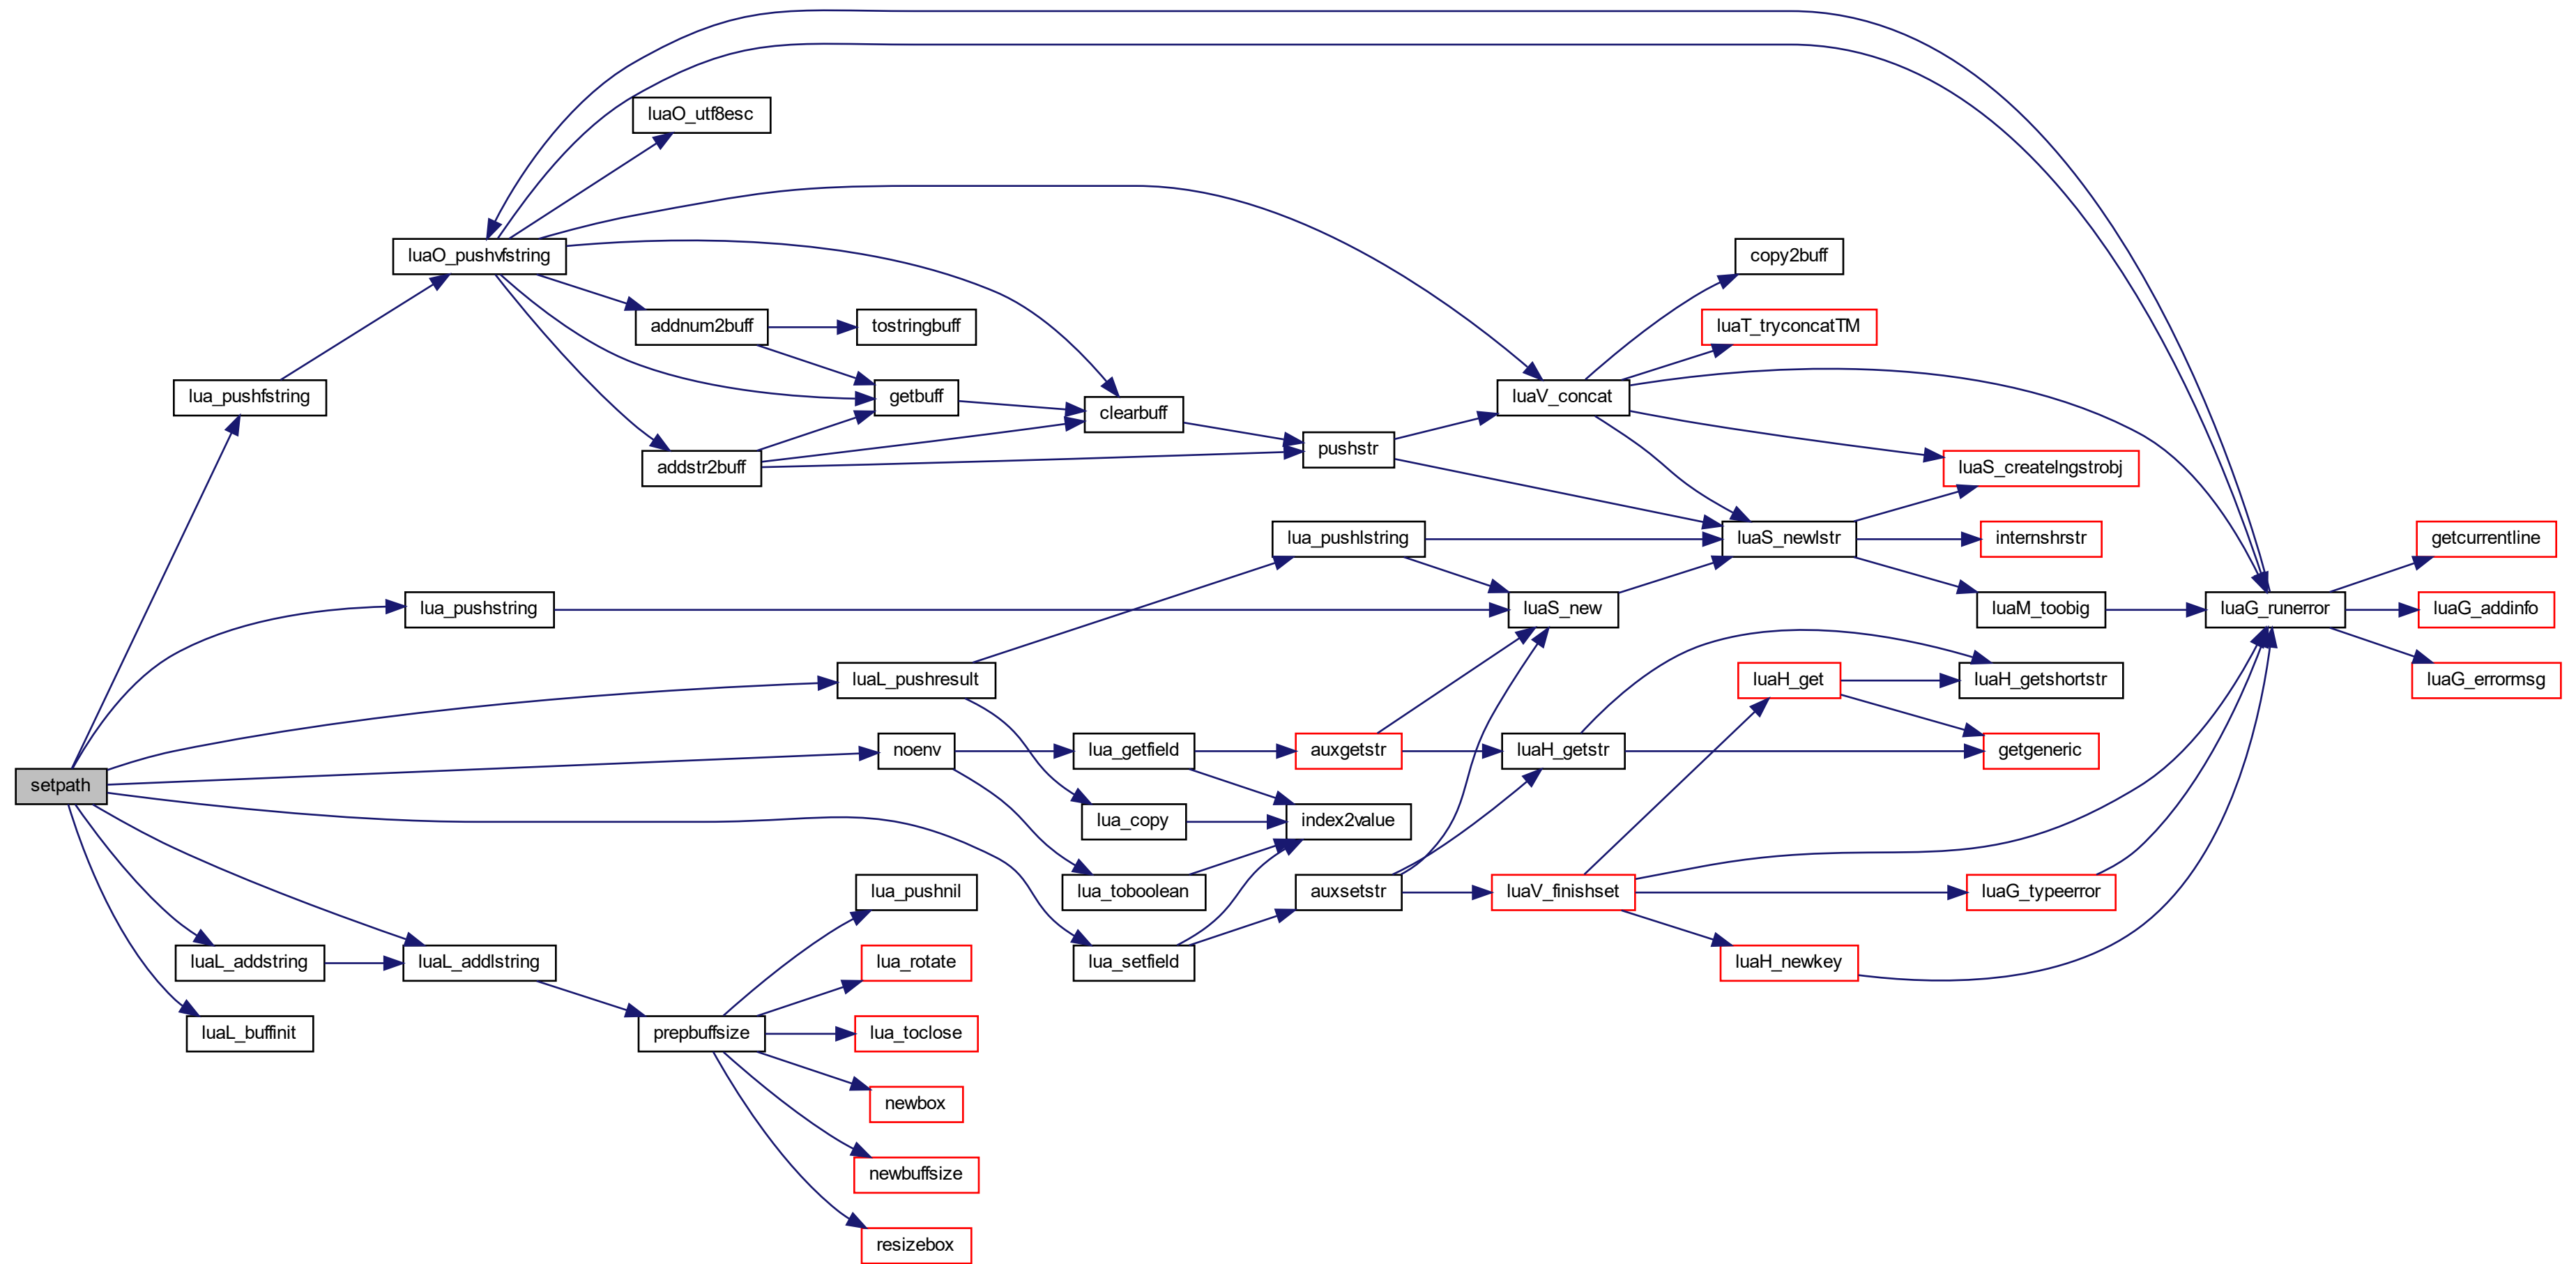 luaO_utf8esc
luaO_pushvfstring
copy2buff
addnum2buff
tostringbuff
luaT_tryconcatTM
lua_pushfstring
getbuff
clearbuff
luaV_concat
addstr2buff
pushstr
luaS_createlngstrobj
lua_pushlstring
luaS_newlstr
internshrstr
getcurrentline
lua_pushstring
luaS_new
luaM_toobig
luaG_runerror
luaG_addinfo
luaL_pushresult
luaH_get
luaH_getshortstr
luaG_errormsg
noenv
lua_getfield
auxgetstr
luaH_getstr
getgeneric
setpath
lua_copy
index2value
lua_pushnil
lua_toboolean
auxsetstr
luaV_finishset
luaG_typeerror
luaL_addstring
luaL_addlstring
lua_rotate
lua_setfield
luaH_newkey
luaL_buffinit
prepbuffsize
lua_toclose
newbox
newbuffsize
resizebox